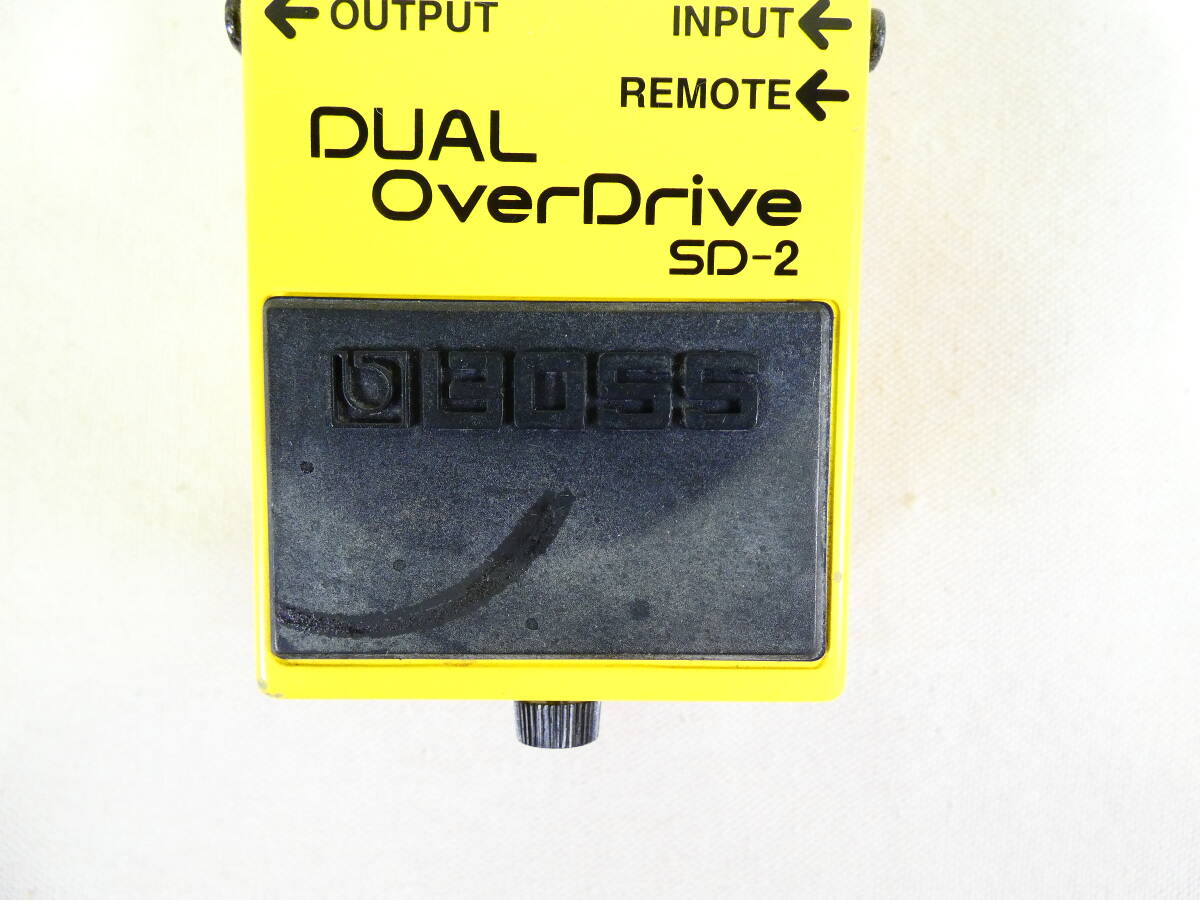 OUTPUT
INPUT
REMOTE
DUAL
OverDrive
SD-2
BOSS